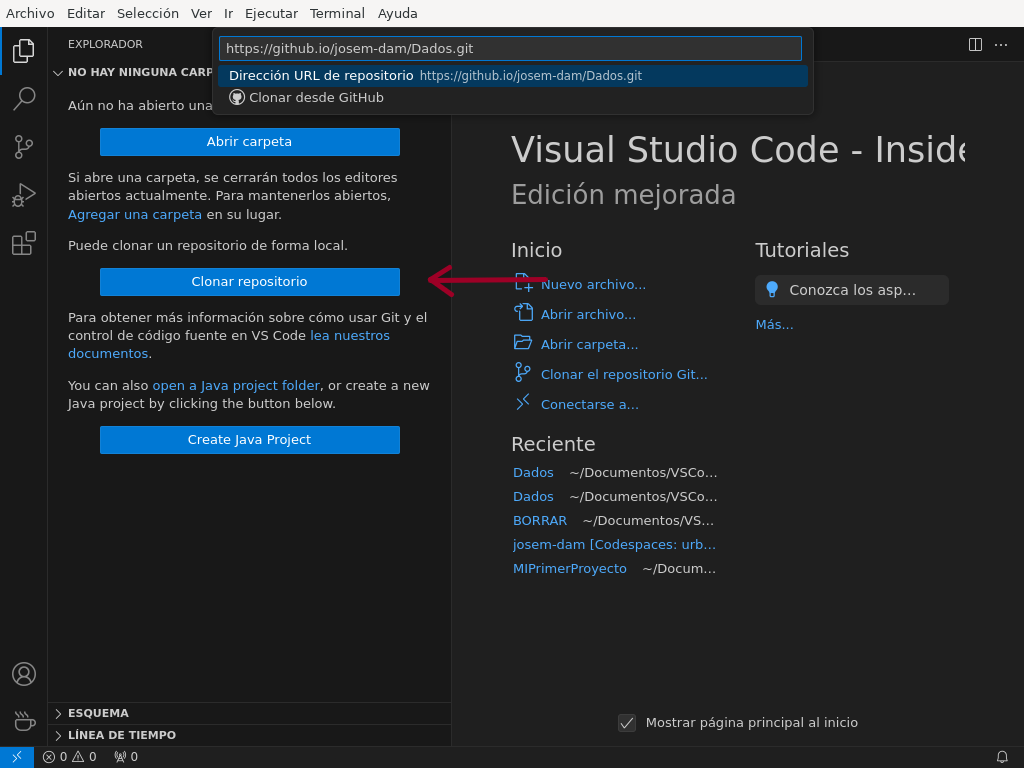 Archivo Editar Selección Ver Ir Ejecutar Terminal Ayuda
EXPLORADOR
https://github.io/josem-dam/Dados.git
Dirección URL de repositorio https://github.io/josem-dam/Dados.git
Clonar desde GitHub
NO HAY NINGUNA CARP
Aún no ha abierto una
Abrir carpeta
Si abre una carpeta, se cerrarán todos los editores
abiertos actualmente. Para mantenerlos abiertos,
Agregar una carpeta en su lugar.
Puede clonar un repositorio de forma local.
Clonar repositorio
Para obtener más información sobre cómo usar Git y el
control de código fuente en VS Code lea nuestros
documentos.
You can also open a Java project folder, or create a new
Java project by clicking the button below.
Create Java Project
ESQUEMA
LÍNEA DE TIEMPO
Visual Studio Code - Inside
Edición mejorada
Inicio
Nuevo archivo...
Abrir archivo...
Abrir carpeta...
Clonar el repositorio Git...
Conectarse a...
Reciente
Dados ~/Documentos/VSCo...
Dados ~/Documentos/VSCo...
BORRAR ~/Documentos/VS...
josem-dam [Codespaces: urb...
MIPrimerProyecto ~/Docum...
Tutoriales
Conozca los asp...
Más...
Mostrar página principal al inicio
0 0 0